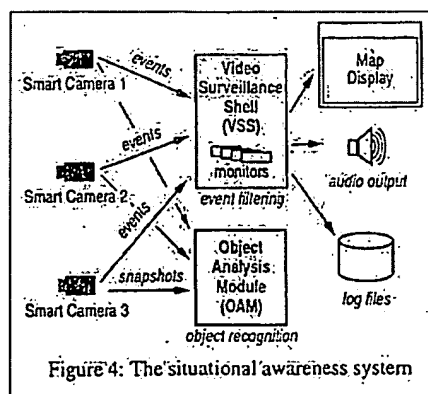 Smart Camera 1
Smart Camera 2
Smart Camera 3
events
events
events
snapshots
Video
Surveillance
Shell
(VSS)
monitors
event filtering
Object
Analysis
Module
(OAM)
object recognition
Map
Display
audio output
log files
Figure 4: The situational awareness system